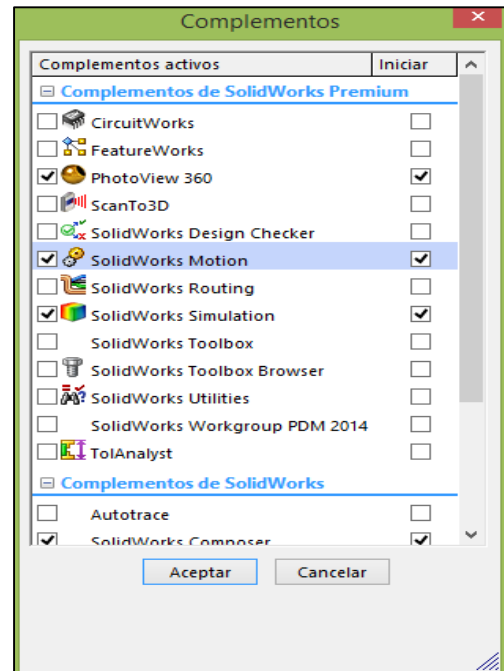 Complementos
Complementos activos Iniciar
Complementos de SolidWorks Premium
CircuitWorks
FeatureWorks
PhotoView 360
ScanTo3D
SolidWorks Design Checker
SolidWorks Motion
SolidWorks Routing
SolidWorks Simulation
SolidWorks Toolbox
SolidWorks Toolbox Browser
SolidWorks Utilities
SolidWorks Workgroup PDM 2014
TolAnalyst
Complementos de SolidWorks
Autotrace
SolidWorks Composer
Aceptar Cancelar